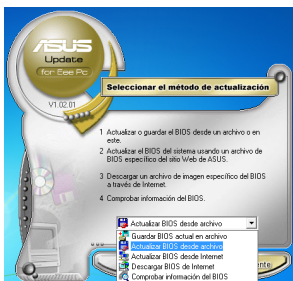 ASUS
Update
for Eee Pc
V1.02.01
Seleccionar el método de actualización
1 Actualizar o guardar el BIOS desde un archivo o en
este.
2 Actualizar el BIOS del sistema usando un archivo de
BIOS específico del sitio Web de ASUS.
3 Descargar un archivo de imagen específico del BIOS
a través de Internet.
4 Comprobar información del BIOS.
Actualizar BIOS desde archivo
Guardar BIOS actual en archivo
Actualizar BIOS desde archivo
Actualizar BIOS desde Internet
Descargar BIOS de Internet
Comprobar información del BIOS